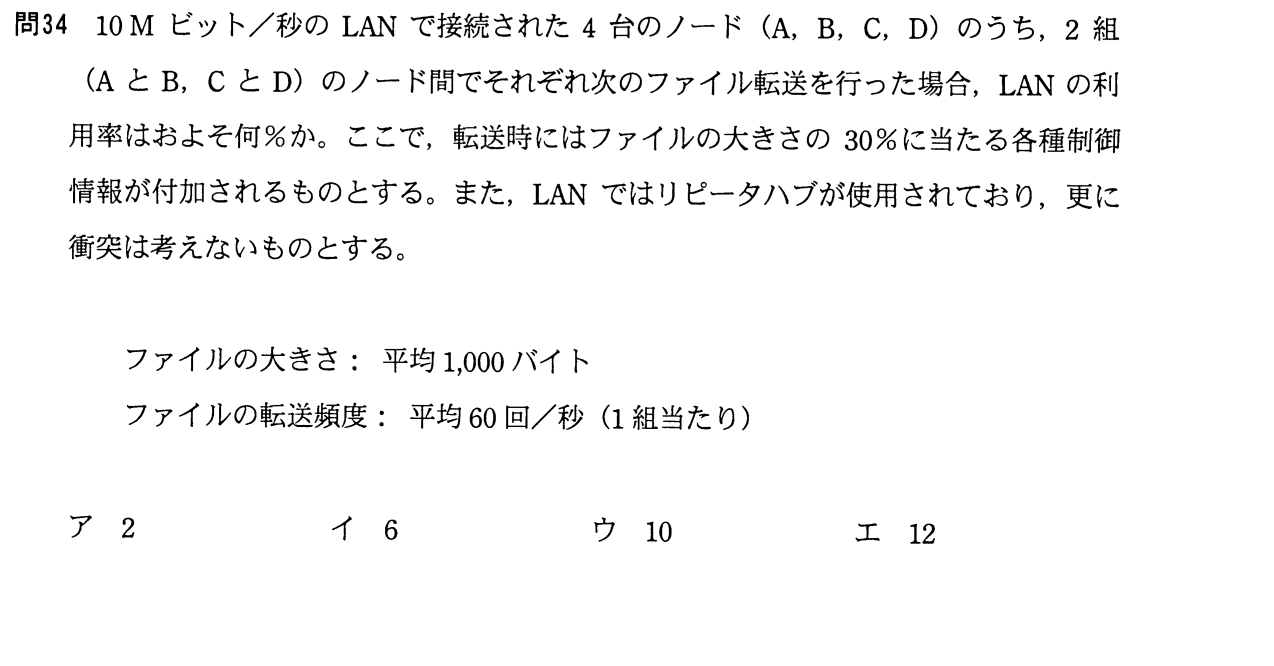 問34 10 M ビット／秒の LAN で接続された 4 台のノード（A，B，C，D）のうち，2 組
（A と B，C と D）のノード間でそれぞれ次のファイル転送を行った場合，LAN の利
用率はおよそ何％か。ここで，転送時にはファイルの大きさの 30％に当たる各種制御
情報が付加されるものとする。また，LAN ではリピータハブが使用されており，更に
衝突は考えないものとする。
ファイルの大きさ： 平均 1,000 バイト
ファイルの転送頻度： 平均 60 回／秒（1 組当たり）
ア 2 イ 6 ウ 10 エ 12